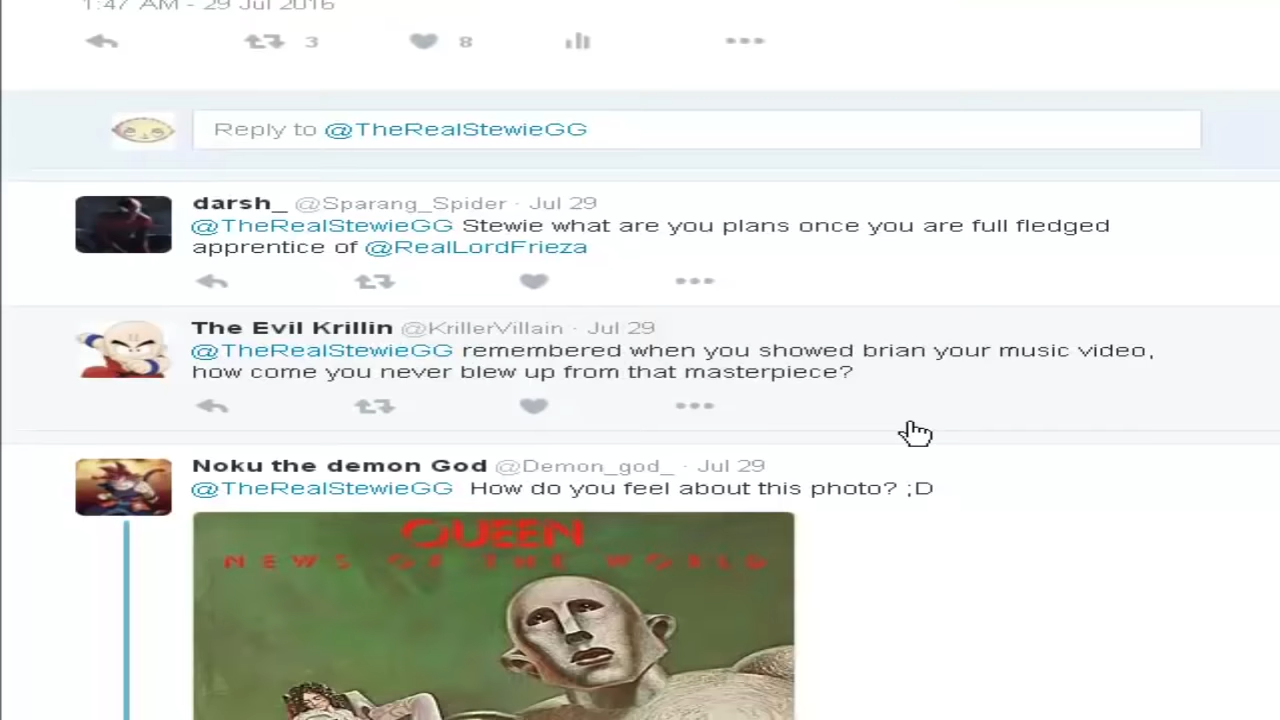 1:47 AM - 29 Jul 2016
3 8
Reply to @TheRealStewieGG
darsh_ @Sparang_Spider · Jul 29
@TheRealStewieGG Stewie what are you plans once you are full fledged
apprentice of @RealLordFrieza
The Evil Krillin @KrillerVillain · Jul 29
@TheRealStewieGG remembered when you showed brian your music video,
how come you never blew up from that masterpiece?
Noku the demon God @Demon_god_ · Jul 29
@TheRealStewieGG How do you feel about this photo? ;D
QUEEN
NEWS OF THE WORLD